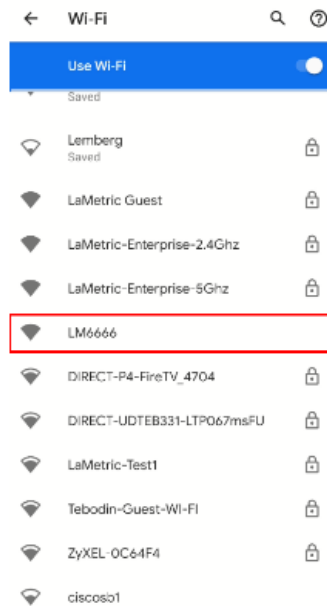 Wi-Fi
Use Wi-Fi
Saved
Lemberg
Saved
LaMetric Guest
LaMetric-Enterprise-2.4Ghz
LaMetric-Enterprise-5Ghz
LM6666
DIRECT-P4-FireTV_4704
DIRECT-UDTEB331-LTP067msFU
LaMetric-Test1
Tebodin-Guest-WI-FI
ZyXEL-0C64F4
ciscosb1